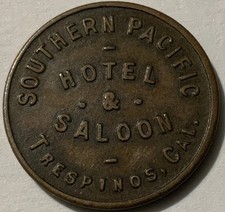 SOUTHERN PACIFIC
HOTEL
&
SALOON
TRESPINOS, CAL.